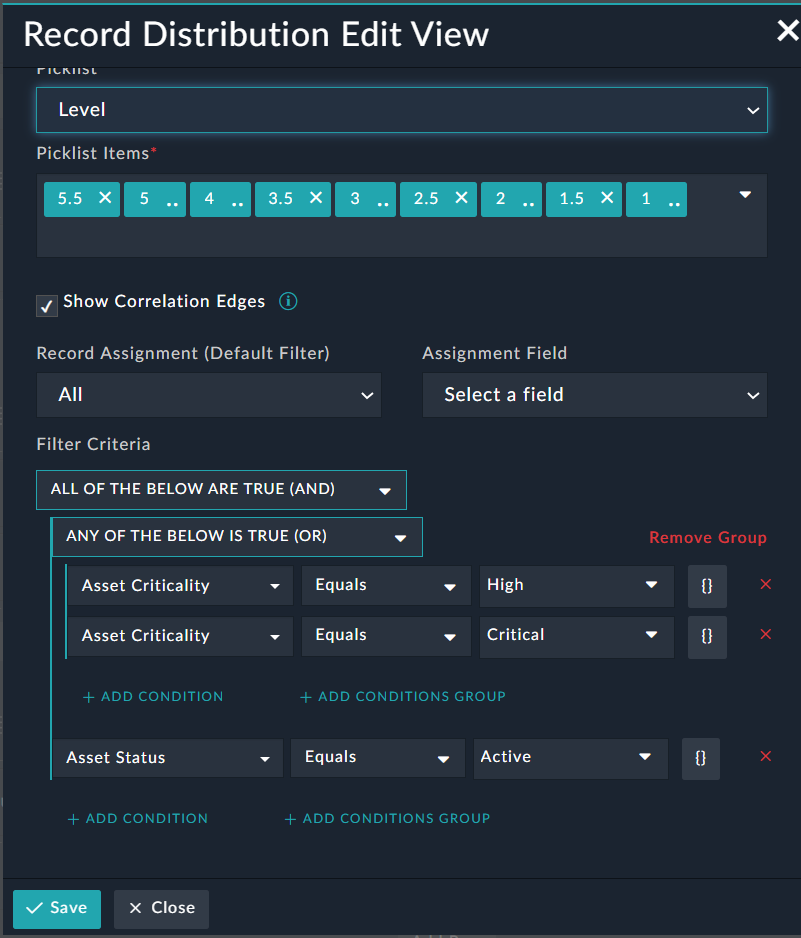 Record Distribution Edit View
Picklist
Level
Picklist Items*
5.5 5 .. 4 .. 3.5 3 .. 2.5 2 .. 1.5 1 ..
Show Correlation Edges
Record Assignment (Default Filter) Assignment Field
All Select a field
Filter Criteria
ALL OF THE BELOW ARE TRUE (AND)
ANY OF THE BELOW IS TRUE (OR) Remove Group
Asset Criticality Equals High {}
Asset Criticality Equals Critical {}
+ ADD CONDITION + ADD CONDITIONS GROUP
Asset Status Equals Active {}
+ ADD CONDITION + ADD CONDITIONS GROUP
Save Close